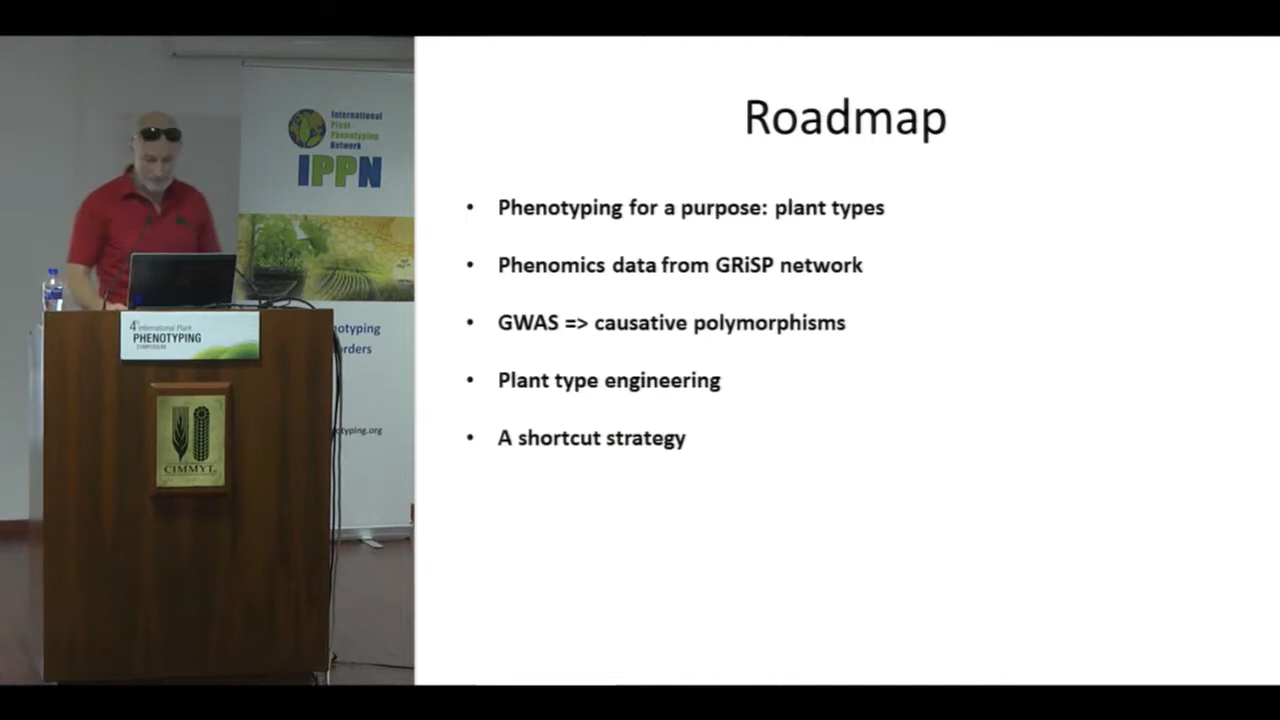 International
Plant
Phenotyping
Network
IPPN
4th International Plant
PHENOTYPING
SYMPOSIUM
CIMMYT
Roadmap
• Phenotyping for a purpose: plant types
• Phenomics data from GRiSP network
• GWAS => causative polymorphisms
• Plant type engineering
• A shortcut strategy